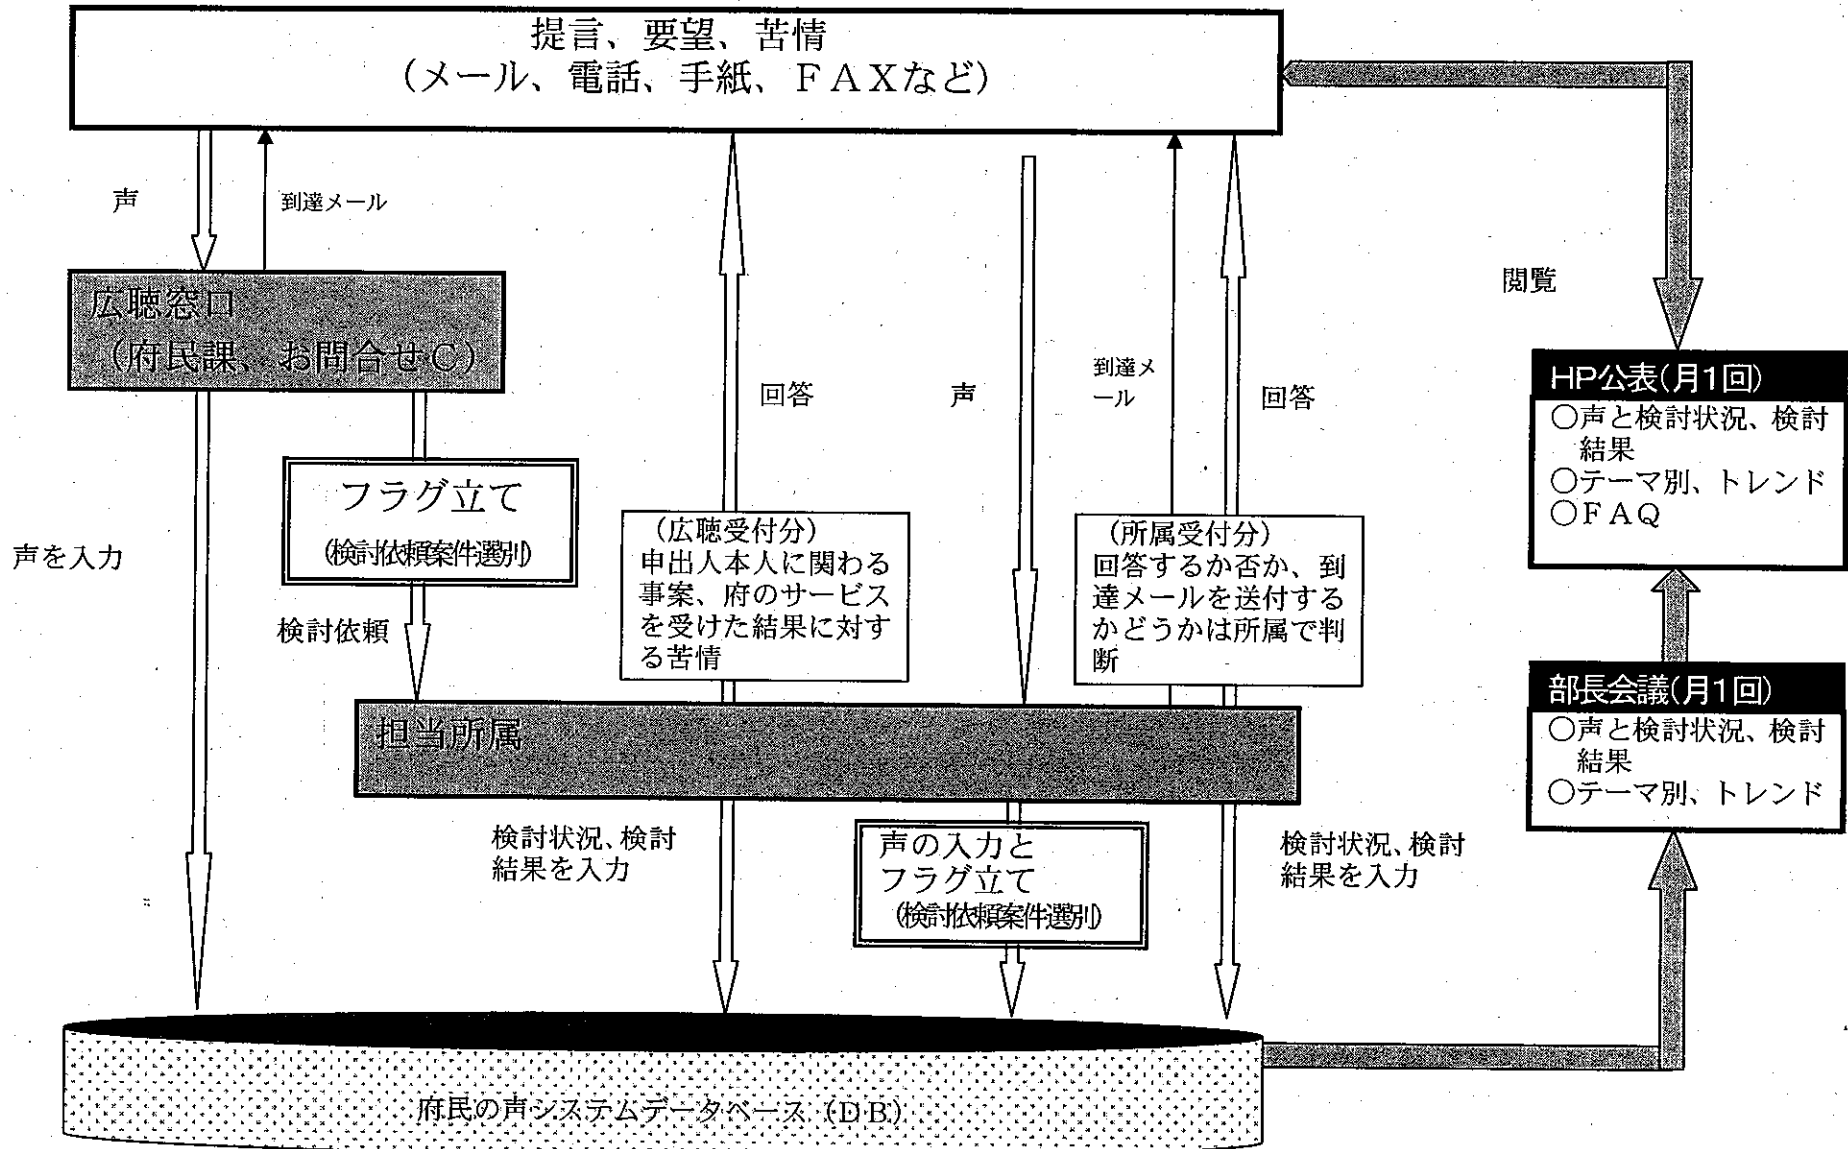 提言、要望、苦情
（メール、電話、手紙、ＦＡＸなど）
声
到達メール
広聴窓口
（府民課、お問合せＣ）
声を入力
フラグ立て
（検討依頼案件選別）
検討依頼
回答
（広聴受付分）
申出人本人に関わる
事案、府のサービス
を受けた結果に対す
る苦情
声
到達メ
ール
回答
（所属受付分）
回答するか否か、到
達メールを送付する
かどうかは所属で判
断
担当所属
検討状況、検討
結果を入力
声の入力と
フラグ立て
（検討依頼案件選別）
検討状況、検討
結果を入力
府民の声システムデータベース（ＤＢ）
閲覧
HP公表(月1回)
○声と検討状況、検討
結果
○テーマ別、トレンド
○ＦＡＱ
部長会議(月1回)
○声と検討状況、検討
結果
○テーマ別、トレンド